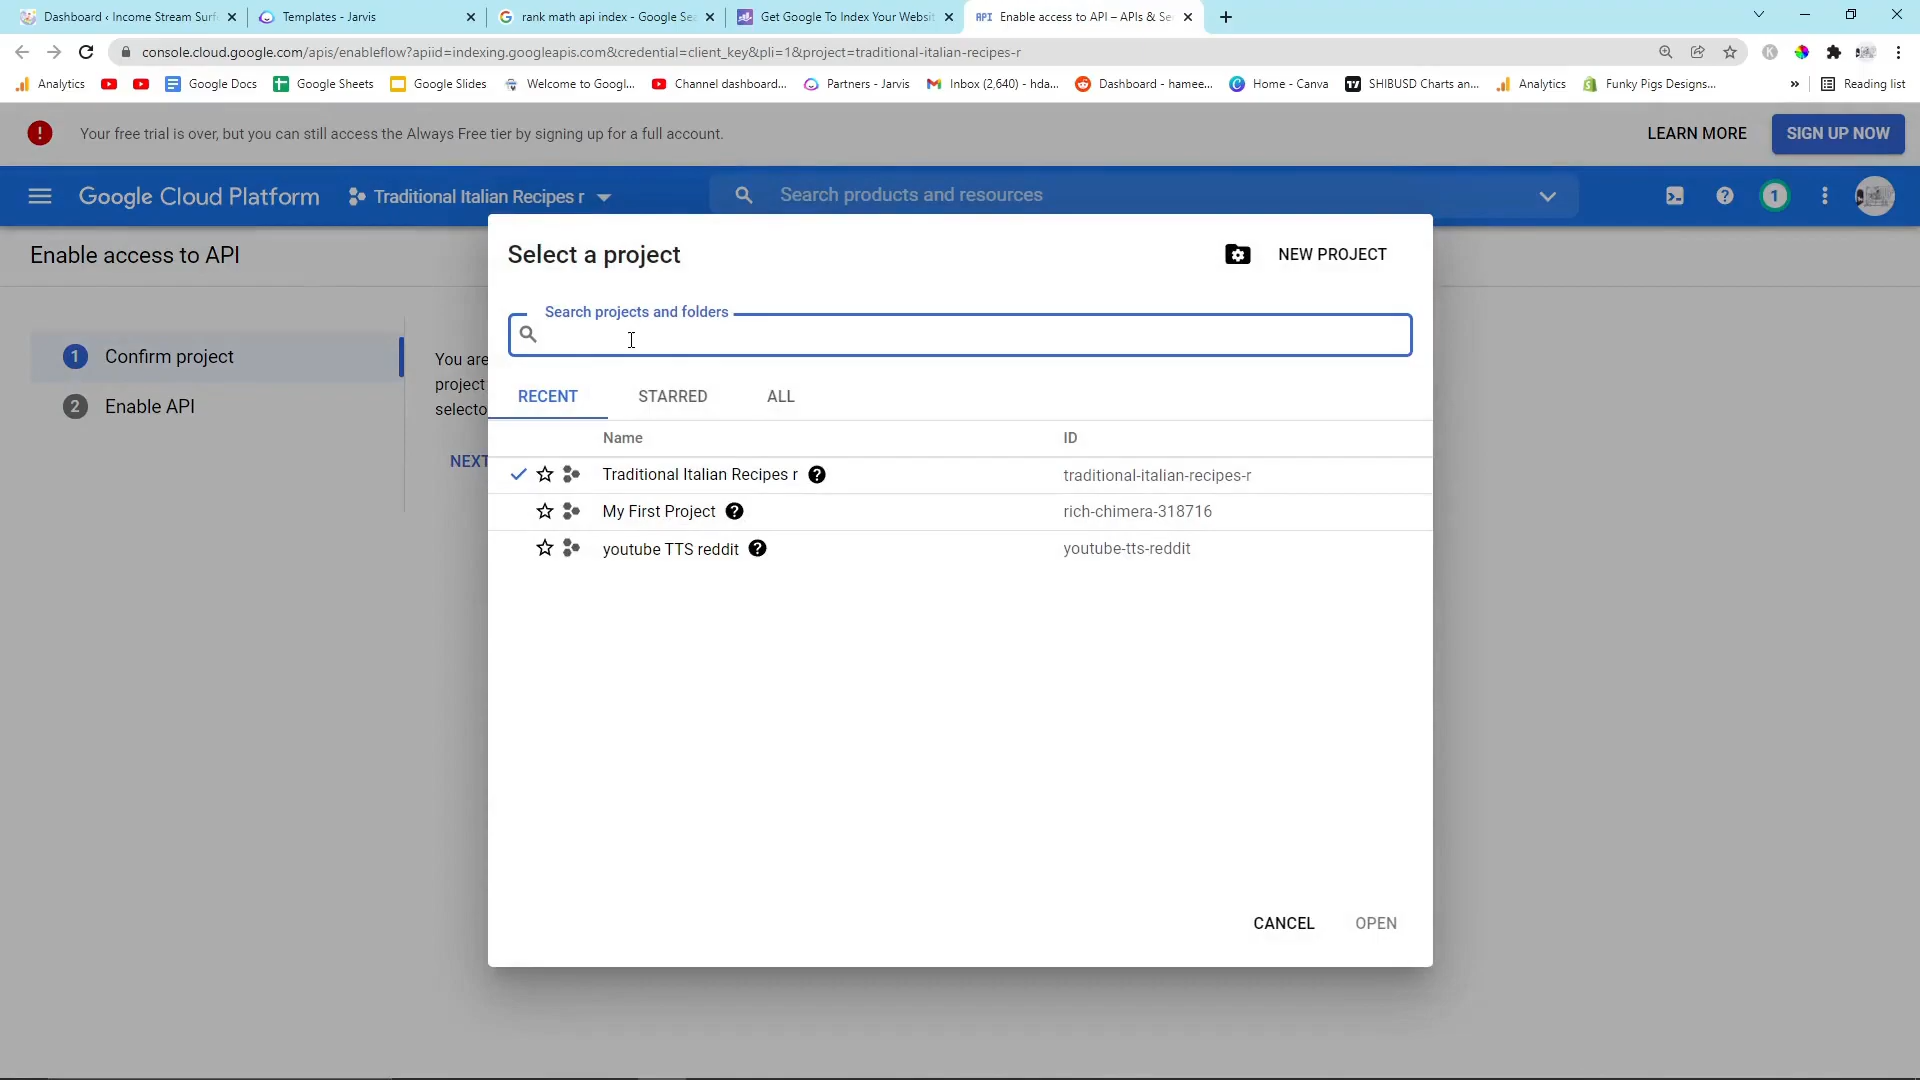 Dashboard ‹ Income Stream Surf
Templates - Jarvis
rank math api index - Google Se
Get Google To Index Your Websit
API Enable access to API – APIs & Se
console.cloud.google.com/apis/enableflow?apiid=indexing.googleapis.com&credential=client_key&pli=1&project=traditional-italian-recipes-r
K
Analytics
Google Docs
Google Sheets
Google Slides
Welcome to Googl...
Channel dashboard...
Partners - Jarvis
Inbox (2,640) - hda...
Dashboard - hamee...
Home - Canva
SHIBUSD Charts an...
Analytics
Funky Pigs Designs...
»
Reading list
Your free trial is over, but you can still access the Always Free tier by signing up for a full account.
LEARN MORE
SIGN UP NOW
Google Cloud Platform
Traditional Italian Recipes r
Search products and resources
1
Enable access to API
1 Confirm project
2 Enable API
You are
project
selecto
NEXT
Select a project
NEW PROJECT
Search projects and folders
RECENT
STARRED
ALL
Name
ID
Traditional Italian Recipes r
traditional-italian-recipes-r
My First Project
rich-chimera-318716
youtube TTS reddit
youtube-tts-reddit
CANCEL
OPEN